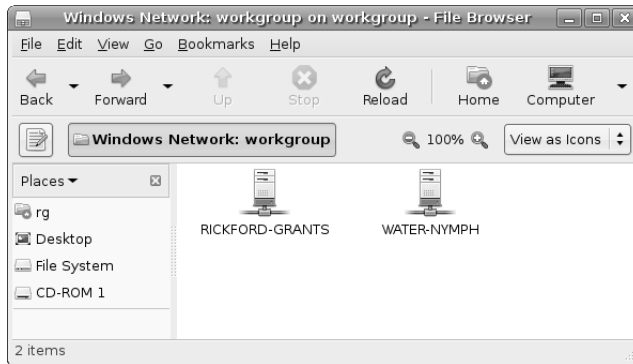 Windows Network: workgroup on workgroup - File Browser
File Edit View Go Bookmarks Help
Back Forward Up Stop Reload Home Computer
Windows Network: workgroup 100% View as Icons
Places
rg
Desktop
File System
CD-ROM 1
RICKFORD-GRANTS WATER-NYMPH
2 items